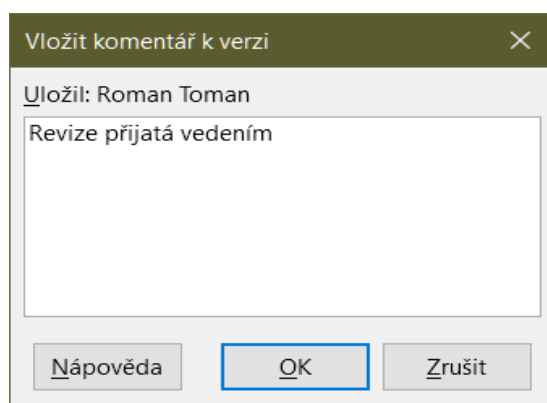 Vložit komentář k verzi
Uložil: Roman Toman
Revize přijatá vedením
Nápověda
OK
Zrušit